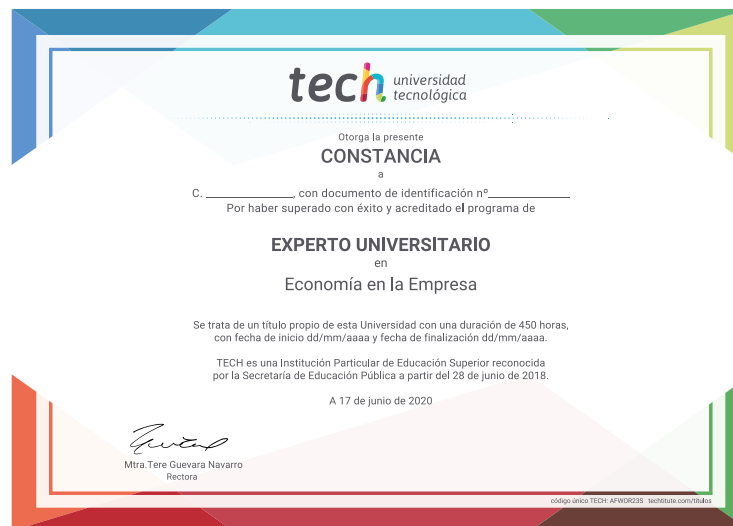 tech universidad
tecnológica
Otorga la presente
CONSTANCIA
a
C. ________________, con documento de identificación nº______________
Por haber superado con éxito y acreditado el programa de
EXPERTO UNIVERSITARIO
en
Economía en la Empresa
Se trata de un título propio de esta Universidad con una duración de 450 horas,
con fecha de inicio dd/mm/aaaa y fecha de finalización dd/mm/aaaa.
TECH es una Institución Particular de Educación Superior reconocida
por la Secretaría de Educación Pública a partir del 28 de junio de 2018.
A 17 de junio de 2020
Mtra.Tere Guevara Navarro
Rectora
código único TECH: AFWOR23S techtitute.com/titulos